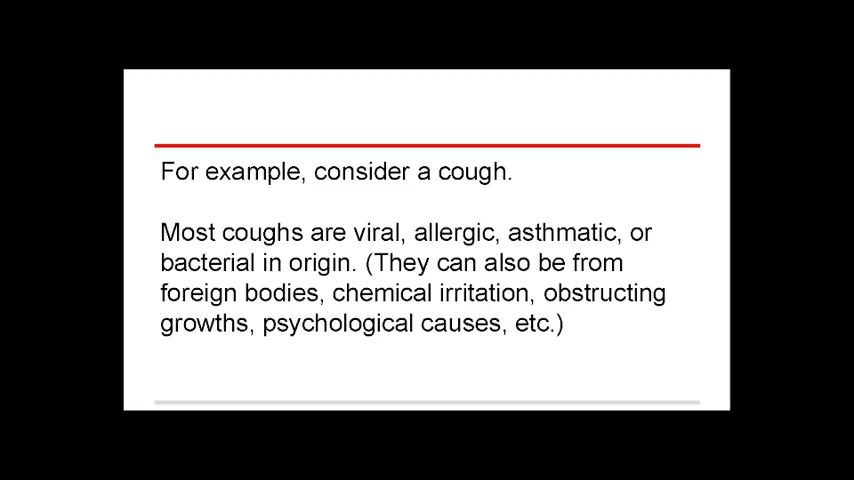 For example, consider a cough.
Most coughs are viral, allergic, asthmatic, or
bacterial in origin. (They can also be from
foreign bodies, chemical irritation, obstructing
growths, psychological causes, etc.)